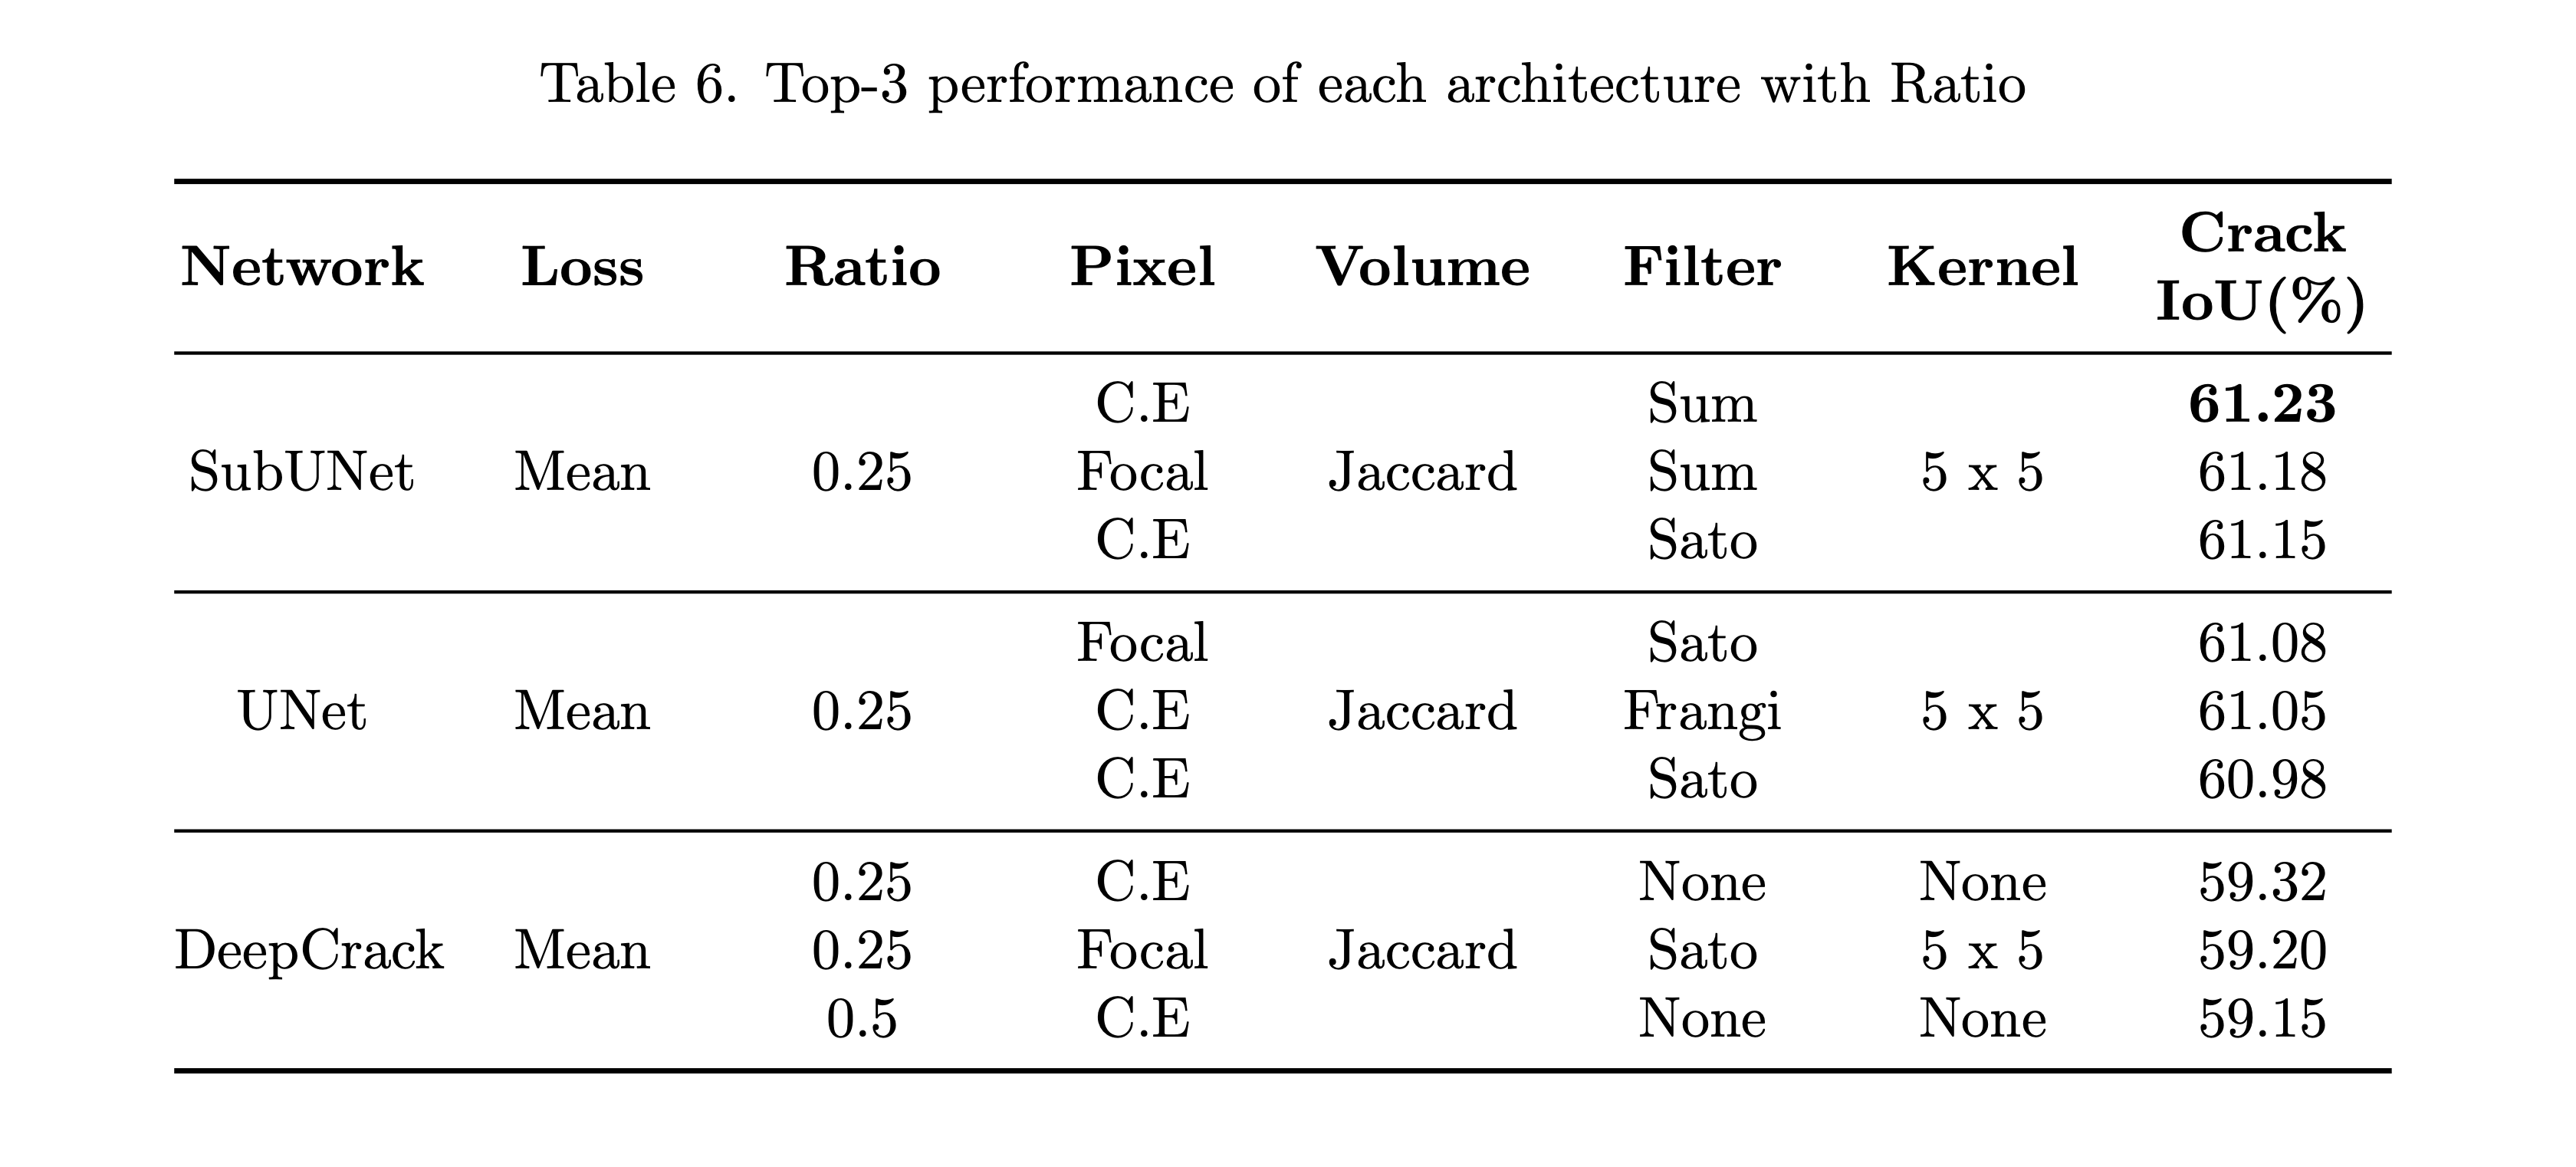 Table 6. Top-3 performance of each architecture with Ratio
Network Loss Ratio Pixel Volume Filter Kernel Crack IoU(%)
C.E Sum 61.23
SubUNet Mean 0.25 Focal Jaccard Sum 5 x 5 61.18
C.E Sato 61.15
Focal Sato 61.08
UNet Mean 0.25 C.E Jaccard Frangi 5 x 5 61.05
C.E Sato 60.98
0.25 C.E None None 59.32
DeepCrack Mean 0.25 Focal Jaccard Sato 5 x 5 59.20
0.5 C.E None None 59.15